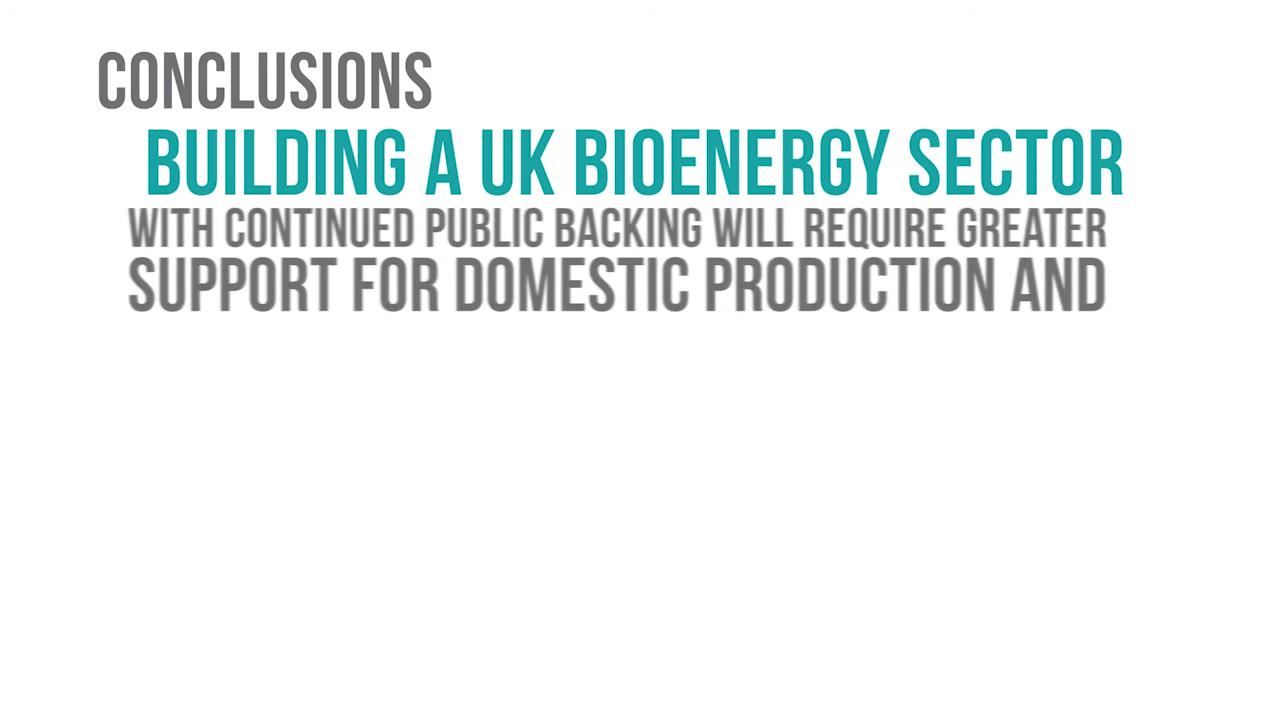 CONCLUSIONS
BUILDING A UK BIOENERGY SECTOR
WITH CONTINUED PUBLIC BACKING WILL REQUIRE GREATER
SUPPORT FOR DOMESTIC PRODUCTION AND